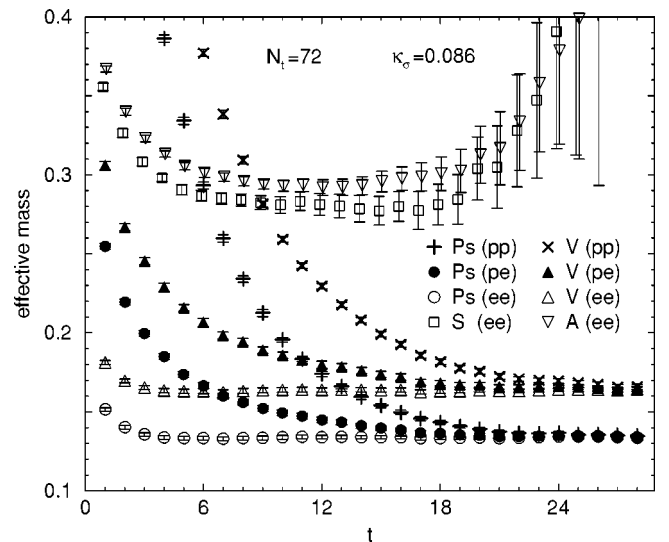 0.4
N_t=72 κ_σ=0.086
0.3
effective mass
Ps (pp) V (pp)
Ps (pe) V (pe)
Ps (ee) V (ee)
S (ee) A (ee)
0.2
0.1
0 6 12 18 24
t